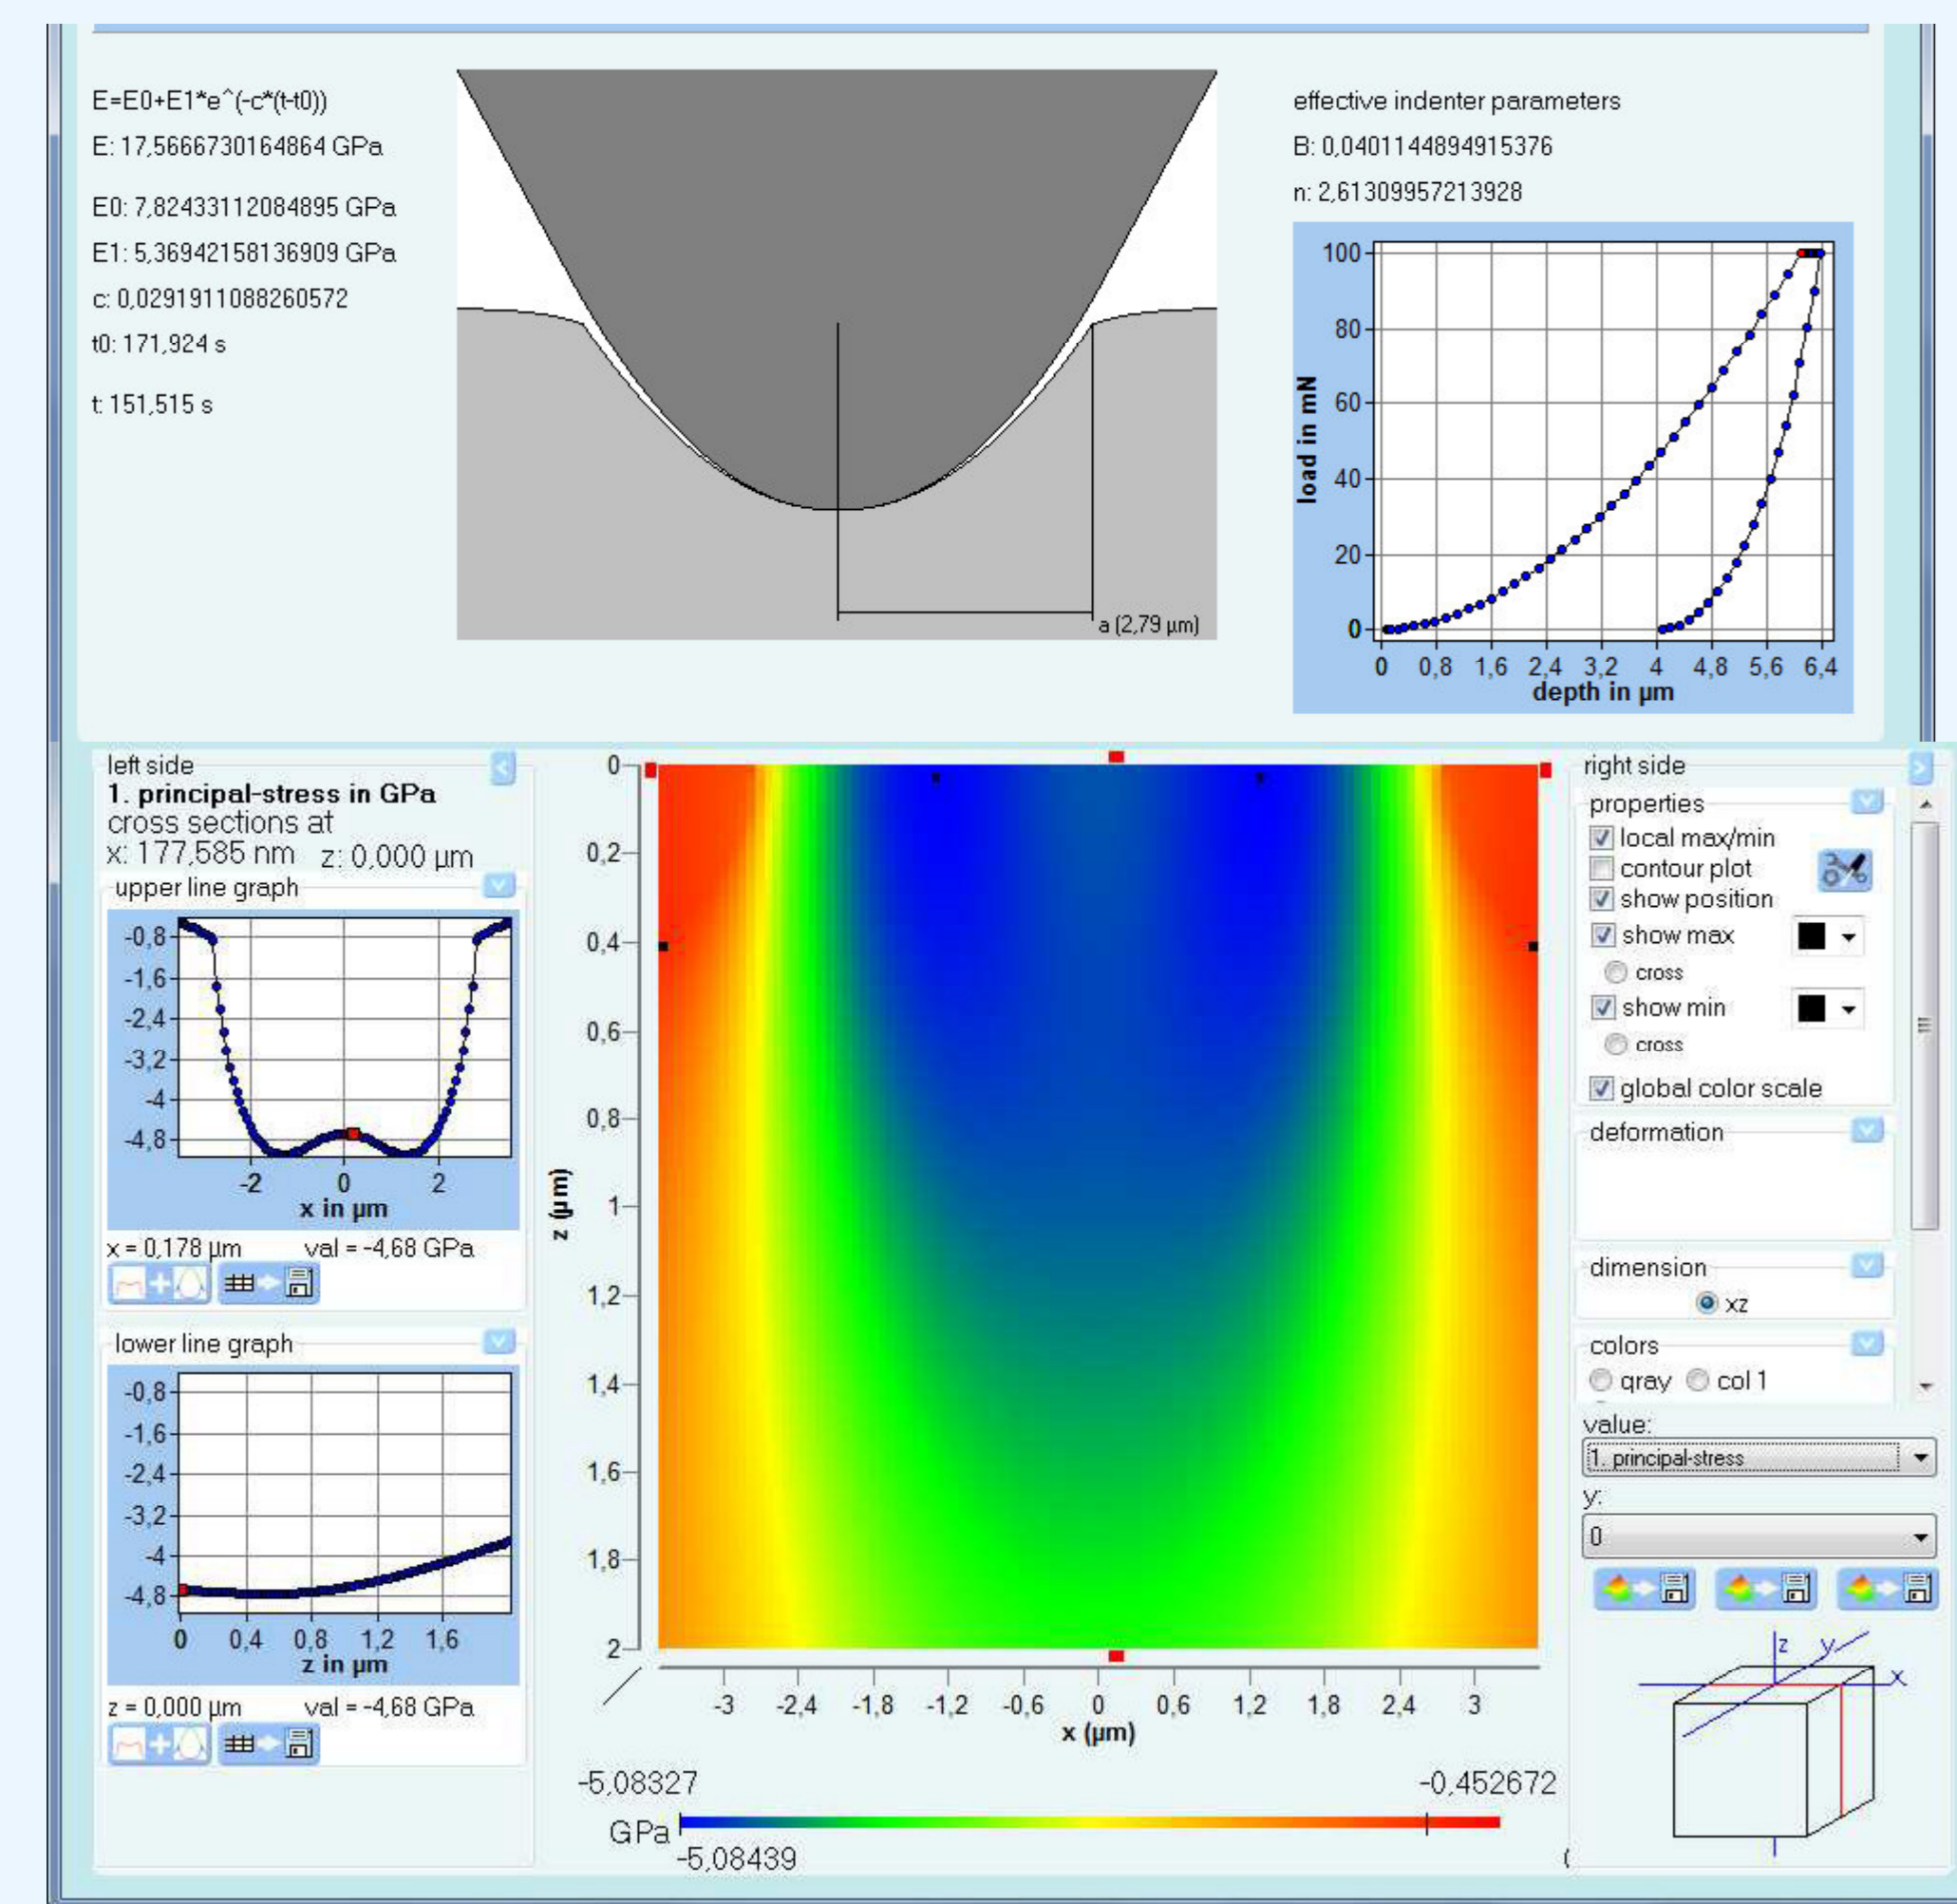 E=E0+E1*e^(-c*(t-t0))
E: 17,5666730164864 GPa
E0: 7,82433112084895 GPa
E1: 5,36942158136909 GPa
c: 0,0291911088260572
t0: 171,924 s
t: 151,515 s
a (2,79 µm)
effective indenter parameters
B: 0,0401144894915376
n: 2,61309957213928
100
80
60
40
20
0
load in mN
0 0,8 1,6 2,4 3,2 4 4,8 5,6 6,4
depth in µm
left side
1. principal-stress in GPa
cross sections at
x: 177,585 nm z: 0,000 µm
upper line graph
-0,8
-1,6
-2,4
-3,2
-4
-4,8
-2 0 2
x in µm
x = 0,178 µm val = -4,68 GPa
lower line graph
-0,8
-1,6
-2,4
-3,2
-4
-4,8
0 0,4 0,8 1,2 1,6
z in µm
z = 0,000 µm val = -4,68 GPa
0
0,2
0,4
0,6
0,8
1
1,2
1,4
1,6
1,8
2
z (µm)
-3 -2,4 -1,8 -1,2 -0,6 0 0,6 1,2 1,8 2,4 3
x (µm)
-5,08327 -0,452672
GPa
-5,08439
right side
properties
local max/min
contour plot
show position
show max
cross
show min
cross
global color scale
deformation
dimension
xz
colors
gray col 1
value:
1. principal-stress
y:
0
z y
x